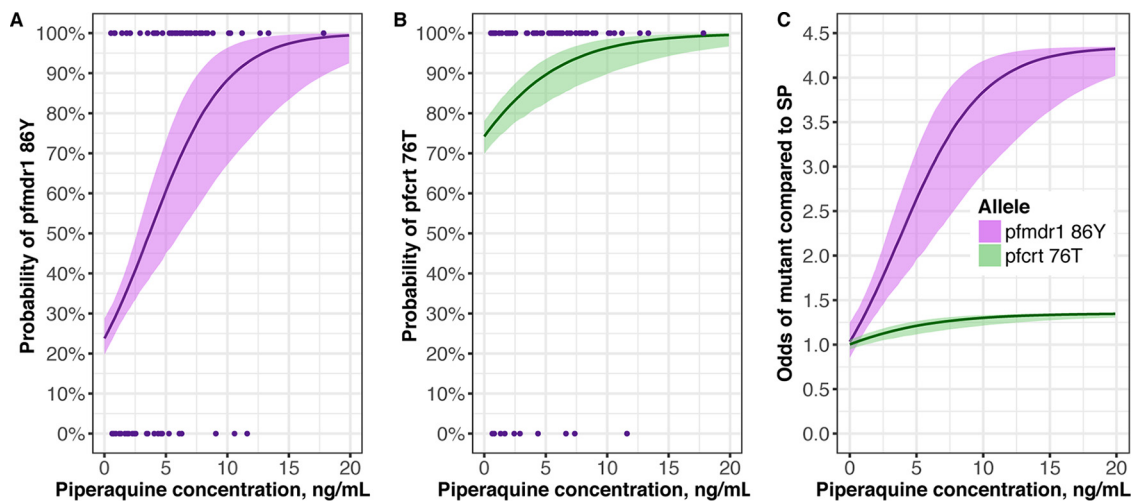 A
Probability of pfmdr1 86Y
100%
90%
80%
70%
60%
50%
40%
30%
20%
10%
0%
0 5 10 15 20
Piperaquine concentration, ng/mL
B
Probability of pfcrt 76T
100%
90%
80%
70%
60%
50%
40%
30%
20%
10%
0%
0 5 10 15 20
Piperaquine concentration, ng/mL
C
Odds of mutant compared to SP
4.5
4.0
3.5
3.0
2.5
2.0
1.5
1.0
0.5
0.0
Allele
pfmdr1 86Y
pfcrt 76T
0 5 10 15 20
Piperaquine concentration, ng/mL